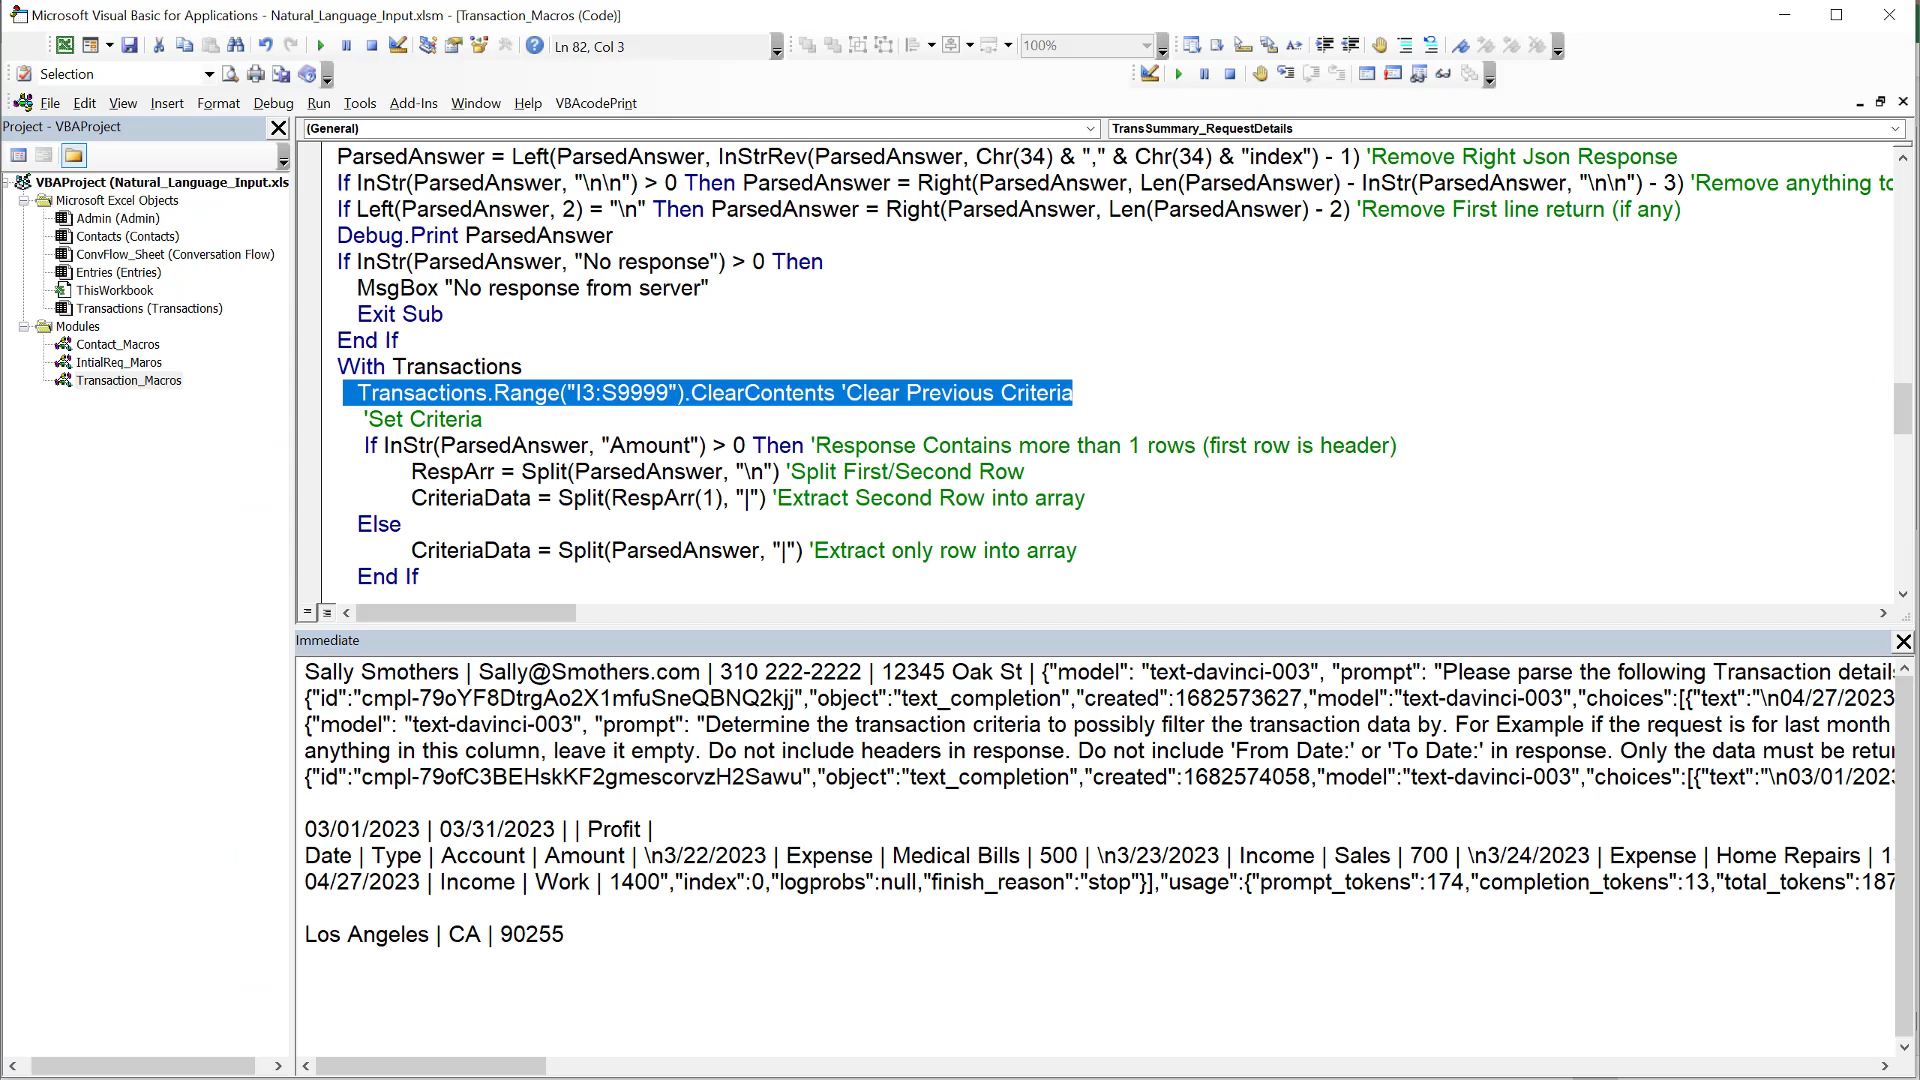 Microsoft Visual Basic for Applications - Natural_Language_Input.xlsm - [Transaction_Macros (Code)]
Ln 82, Col 3
100%
Selection
File Edit View Insert Format Debug Run Tools Add-Ins Window Help VBAcodePrint
Project - VBAProject
(General)
TransSummary_RequestDetails
VBAProject (Natural_Language_Input.xls
Microsoft Excel Objects
Admin (Admin)
Contacts (Contacts)
ConvFlow_Sheet (Conversation Flow)
Entries (Entries)
ThisWorkbook
Transactions (Transactions)
Modules
Contact_Macros
IntialReq_Maros
Transaction_Macros
ParsedAnswer = Left(ParsedAnswer, InStrRev(ParsedAnswer, Chr(34) & "," & Chr(34) & "index") - 1) 'Remove Right Json Response
If InStr(ParsedAnswer, "\n\n") > 0 Then ParsedAnswer = Right(ParsedAnswer, Len(ParsedAnswer) - InStr(ParsedAnswer, "\n\n") - 3) 'Remove anything to
If Left(ParsedAnswer, 2) = "\n" Then ParsedAnswer = Right(ParsedAnswer, Len(ParsedAnswer) - 2) 'Remove First line return (if any)
Debug.Print ParsedAnswer
If InStr(ParsedAnswer, "No response") > 0 Then
MsgBox "No response from server"
Exit Sub
End If
With Transactions
Transactions.Range("I3:S9999").ClearContents 'Clear Previous Criteria
'Set Criteria
If InStr(ParsedAnswer, "Amount") > 0 Then 'Response Contains more than 1 rows (first row is header)
RespArr = Split(ParsedAnswer, "\n") 'Split First/Second Row
CriteriaData = Split(RespArr(1), "|") 'Extract Second Row into array
Else
CriteriaData = Split(ParsedAnswer, "|") 'Extract only row into array
End If
Immediate
Sally Smothers | Sally@Smothers.com | 310 222-2222 | 12345 Oak St | {"model": "text-davinci-003", "prompt": "Please parse the following Transaction details
{"id":"cmpl-79oYF8DtrgAo2X1mfuSneQBNQ2kjj","object":"text_completion","created":1682573627,"model":"text-davinci-003","choices":[{"text":"\n04/27/2023
{"model": "text-davinci-003", "prompt": "Determine the transaction criteria to possibly filter the transaction data by. For Example if the request is for last month
anything in this column, leave it empty. Do not include headers in response. Do not include 'From Date:' or 'To Date:' in response. Only the data must be retur
{"id":"cmpl-79ofC3BEHskKF2gmescorvzH2Sawu","object":"text_completion","created":1682574058,"model":"text-davinci-003","choices":[{"text":"\n03/01/2023
03/01/2023 | 03/31/2023 | | Profit |
Date | Type | Account | Amount | \n3/22/2023 | Expense | Medical Bills | 500 | \n3/23/2023 | Income | Sales | 700 | \n3/24/2023 | Expense | Home Repairs | 1
04/27/2023 | Income | Work | 1400","index":0,"logprobs":null,"finish_reason":"stop"}],"usage":{"prompt_tokens":174,"completion_tokens":13,"total_tokens":187
Los Angeles | CA | 90255